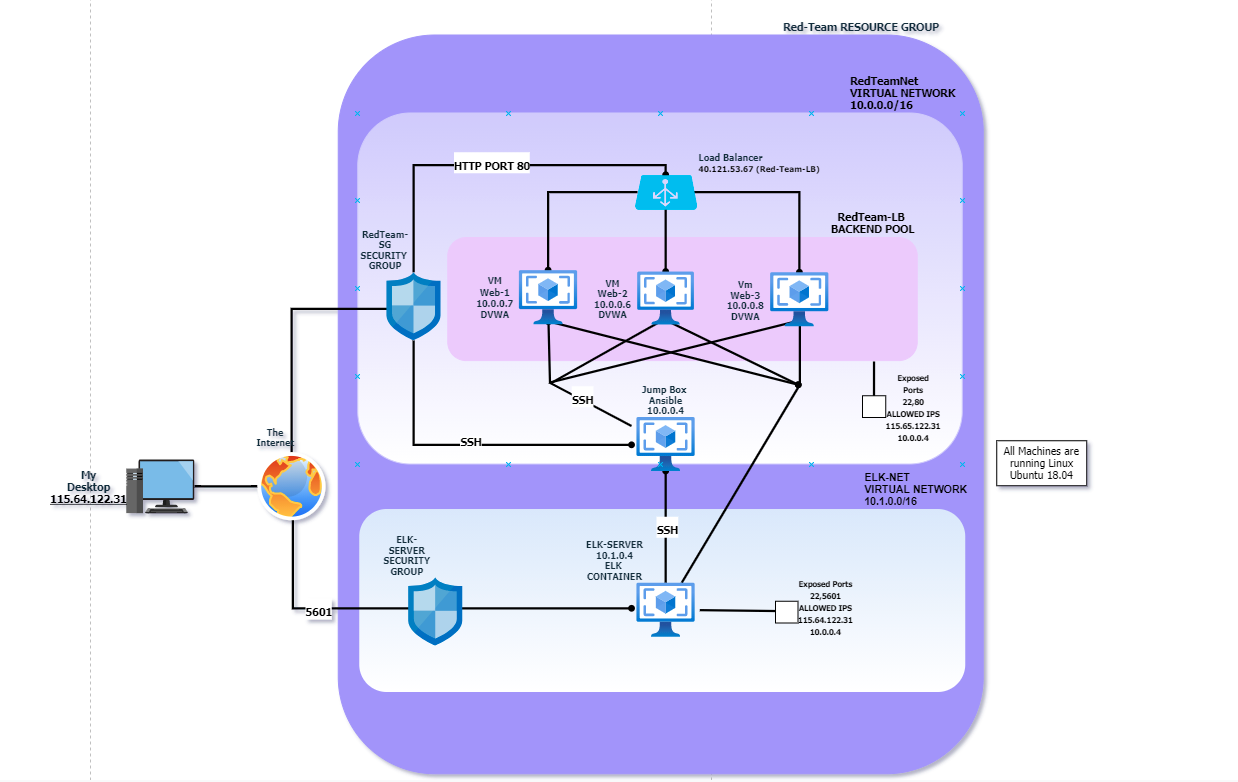 Red-Team RESOURCE GROUP
RedTeamNet
VIRTUAL NETWORK
10.0.0.0/16
HTTP PORT 80
Load Balancer
40.121.53.67 (Red-Team-LB)
RedTeam-LB
BACKEND POOL
RedTeam-
SG
SECURITY
GROUP
VM
Web-1
10.0.0.7
DVWA
VM
Web-2
10.0.0.6
DVWA
Vm
Web-3
10.0.0.8
DVWA
Exposed
Ports
22,80
ALLOWED IPS
115.65.122.31
10.0.0.4
SSH
Jump Box
Ansible
10.0.0.4
SSH
The
Internet
My
Desktop
115.64.122.31
All Machines are
running Linux
Ubuntu 18.04
ELK-NET
VIRTUAL NETWORK
10.1.0.0/16
SSH
ELK-
SERVER
SECURITY
GROUP
ELK-SERVER
10.1.0.4
ELK
CONTAINER
5601
Exposed Ports
22,5601
ALLOWED IPS
115.64.122.31
10.0.0.4